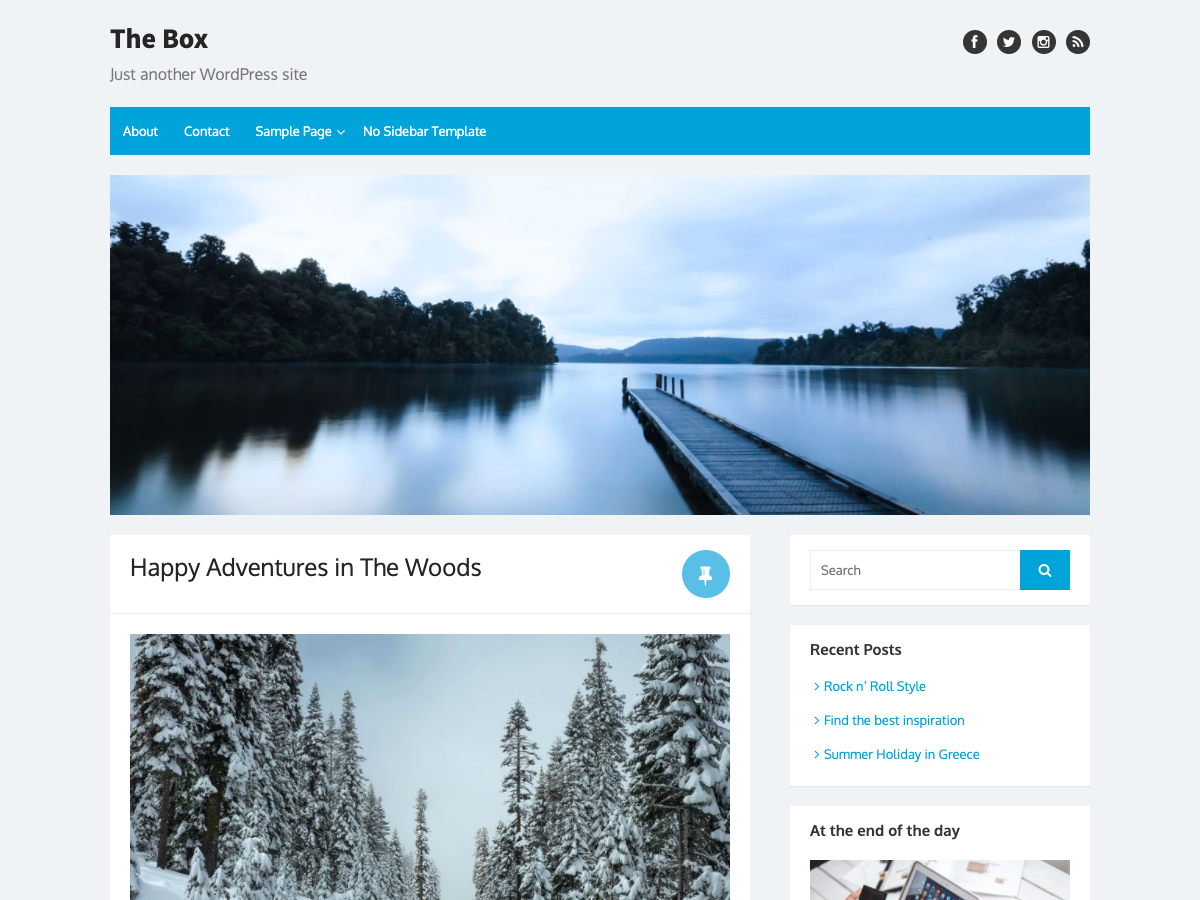 The Box
Just another WordPress site
About
Contact
Sample Page
No Sidebar Template
Happy Adventures in The Woods
Search
Recent Posts
Rock n’ Roll Style
Find the best inspiration
Summer Holiday in Greece
At the end of the day